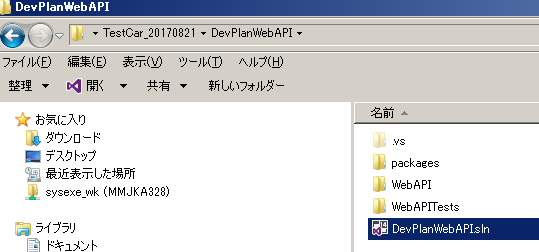 DevPlanWebAPI
TestCar_20170821 DevPlanWebAPI
ファイル(F) 編集(E) 表示(V) ツール(T) ヘルプ(H)
整理 開く 共有 新しいフォルダー
お気に入り
ダウンロード
デスクトップ
最近表示した場所
sysexe_wk (MMJKA328)
ライブラリ
ドキュメント
名前
.vs
packages
WebAPI
WebAPITests
DevPlanWebAPI.sln